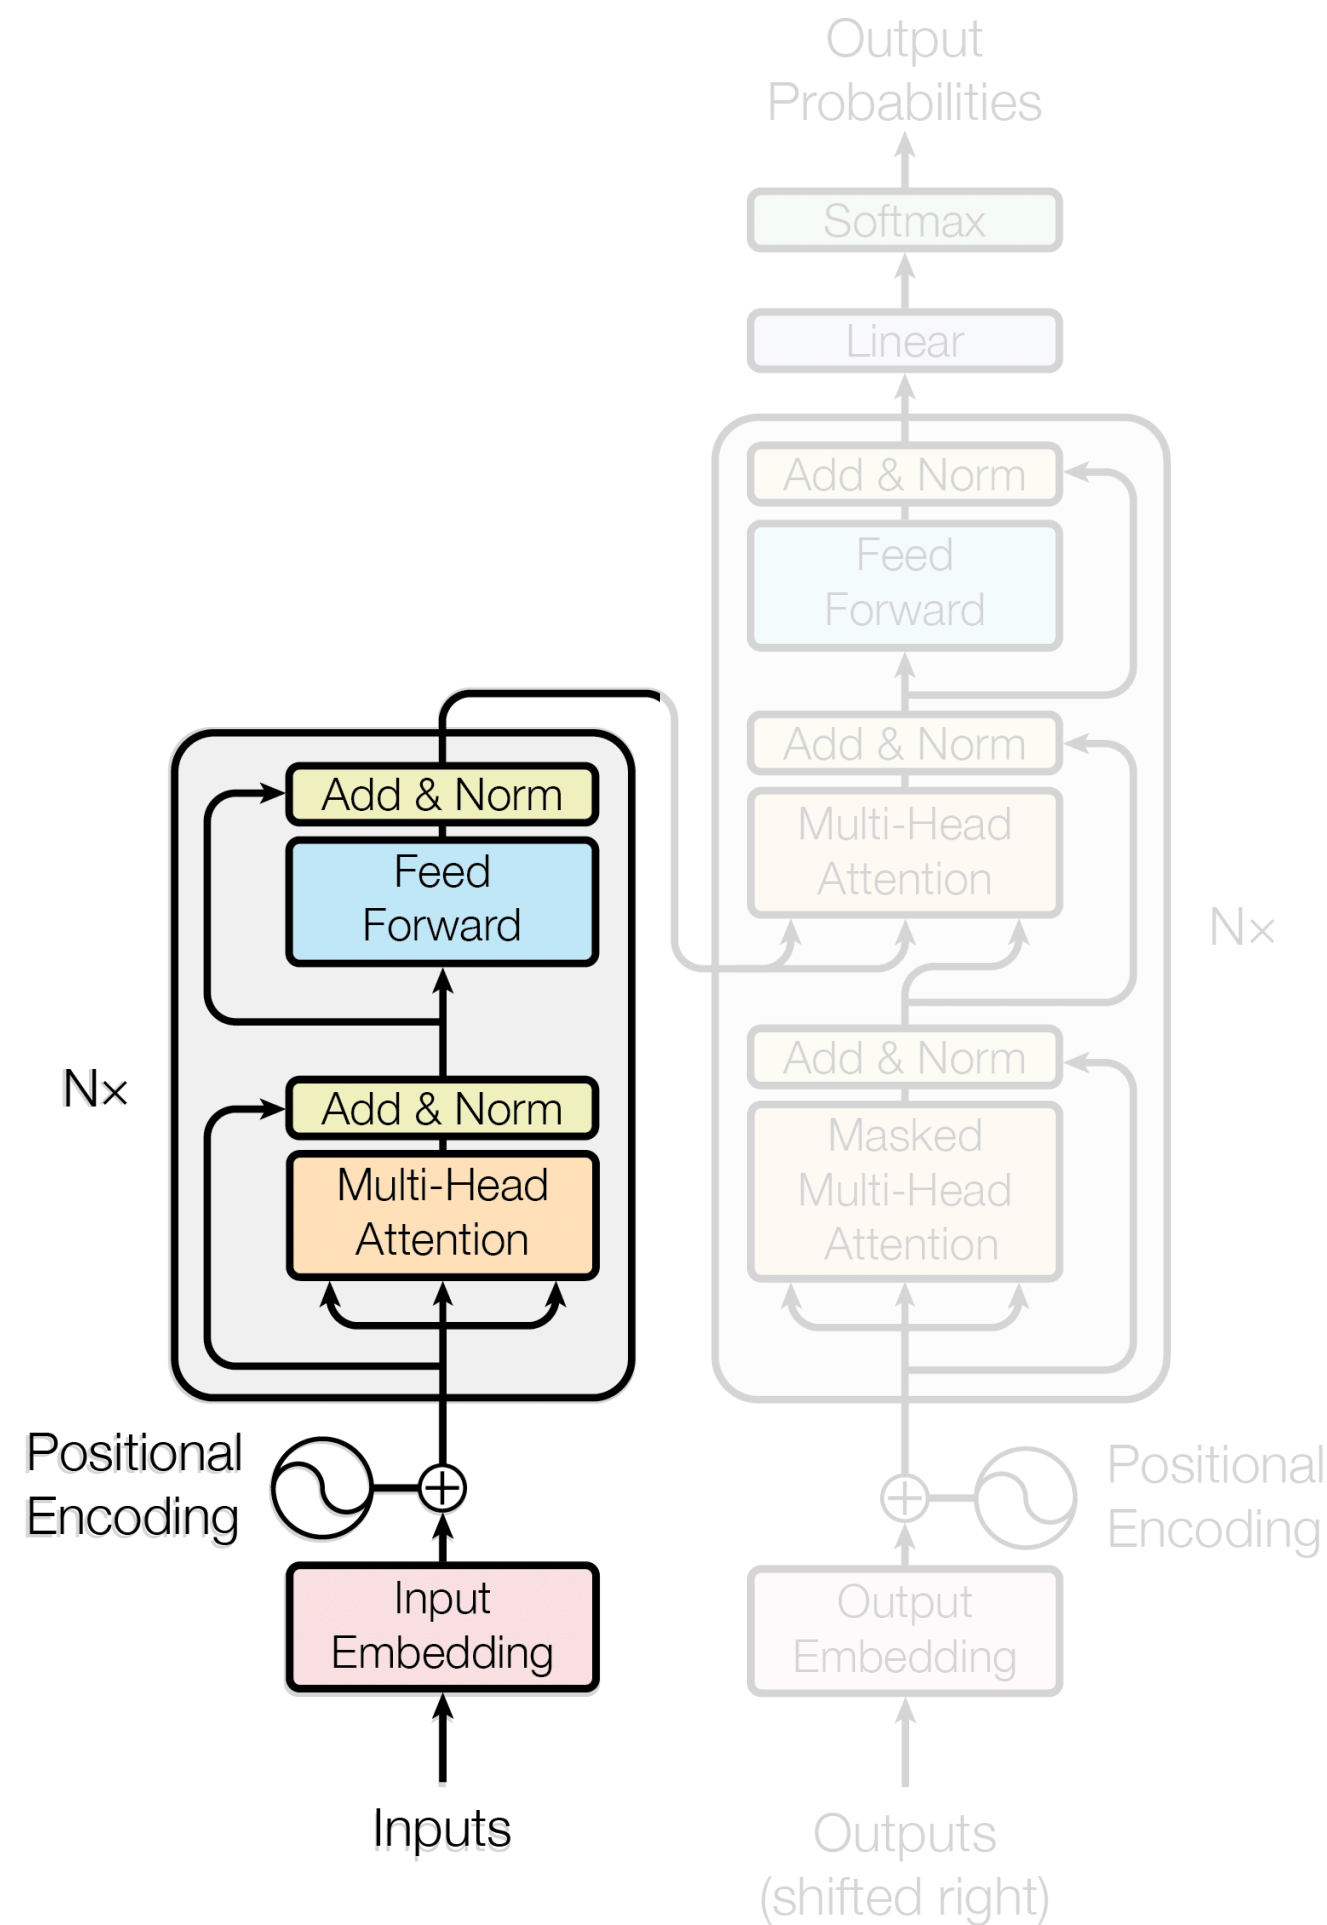 Output
Probabilities
Softmax
Linear
Add & Norm
Feed
Forward
Add & Norm
Multi-Head
Attention
N×
Add & Norm
Masked
Multi-Head
Attention
Positional
Encoding
Output
Embedding
Outputs
(shifted right)
Add & Norm
Feed
Forward
N×
Add & Norm
Multi-Head
Attention
Positional
Encoding
Input
Embedding
Inputs